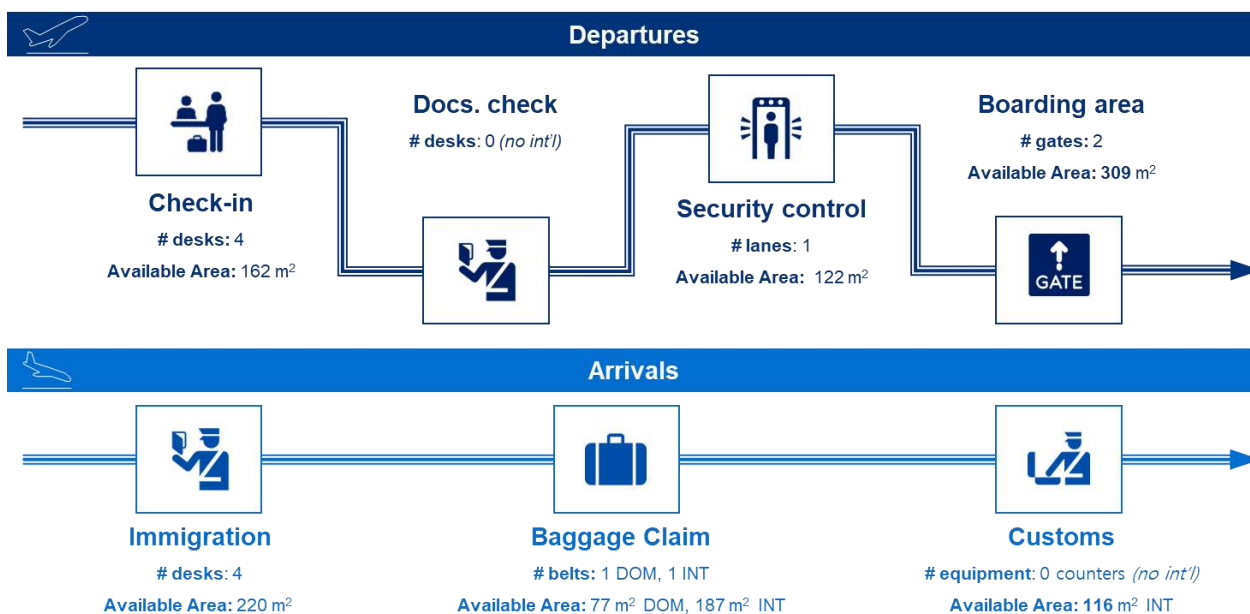 Departures
Check-in
# desks: 4
Available Area: 162 m²
Docs. check
# desks: 0 (no int'l)
Security control
# lanes: 1
Available Area: 122 m²
Boarding area
# gates: 2
Available Area: 309 m²
GATE
Arrivals
Immigration
# desks: 4
Available Area: 220 m²
Baggage Claim
# belts: 1 DOM, 1 INT
Available Area: 77 m² DOM, 187 m² INT
Customs
# equipment: 0 counters (no int'l)
Available Area: 116 m² INT